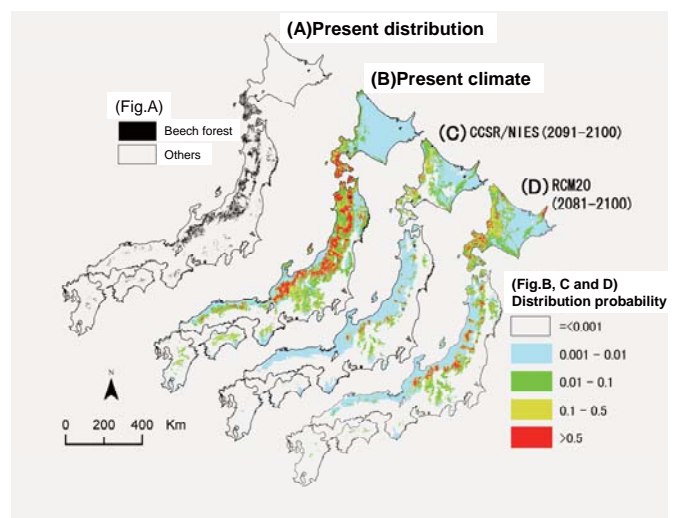 (A)Present distribution
(B)Present climate
(Fig.A)
Beech forest
Others
(C) CCSR/NIES(2091-2100)
(D) RCM20
(2081-2100)
(Fig.B, C and D)
Distribution probability
=<0.001
0.001 - 0.01
0.01 - 0.1
0.1 - 0.5
>0.5
N
0 200 400 Km